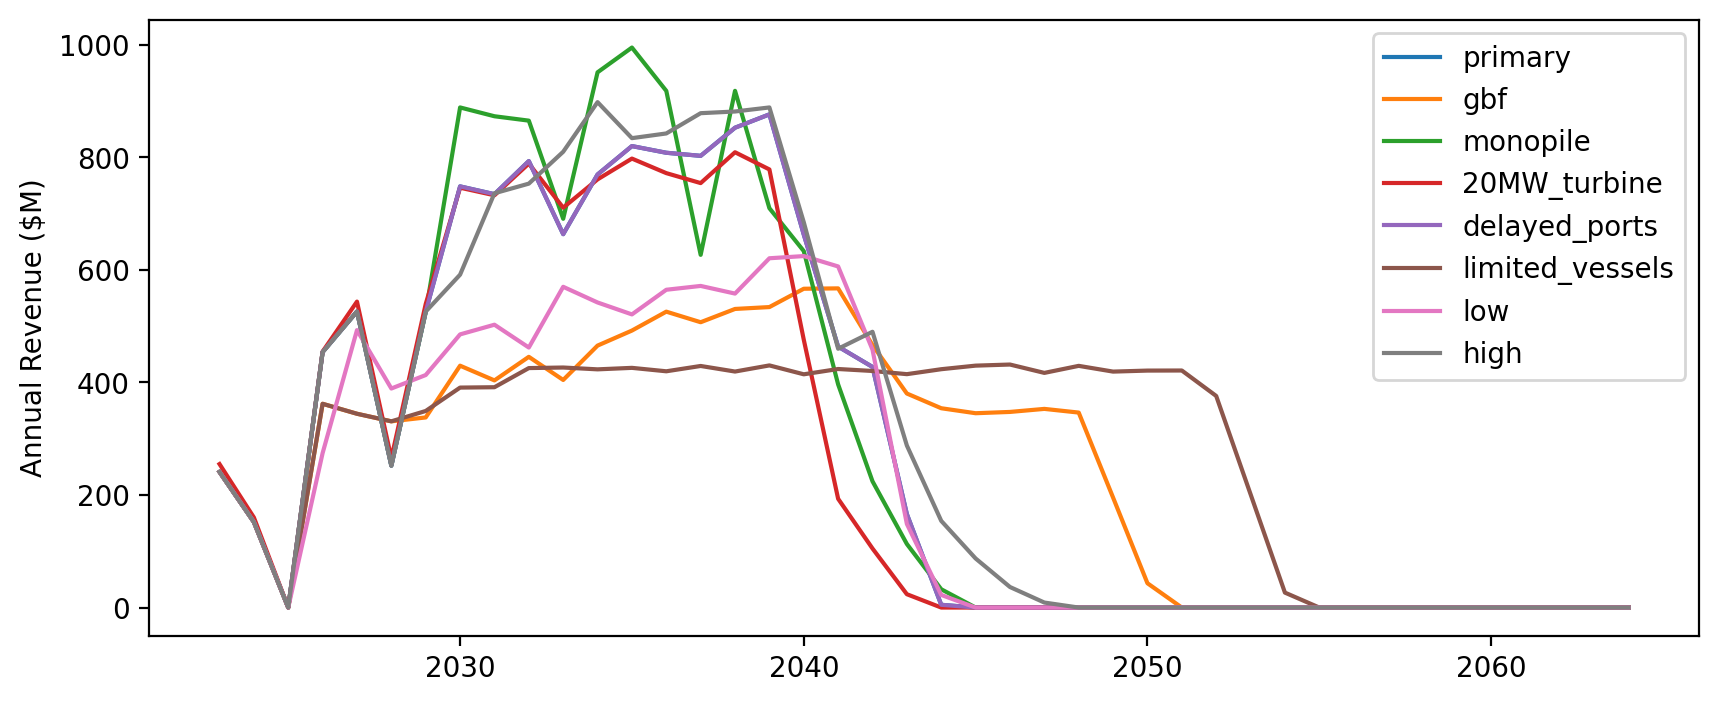 Annual Revenue ($M)
1000
800
600
400
200
0
2030
2040
2050
2060
primary
gbf
monopile
20MW_turbine
delayed_ports
limited_vessels
low
high